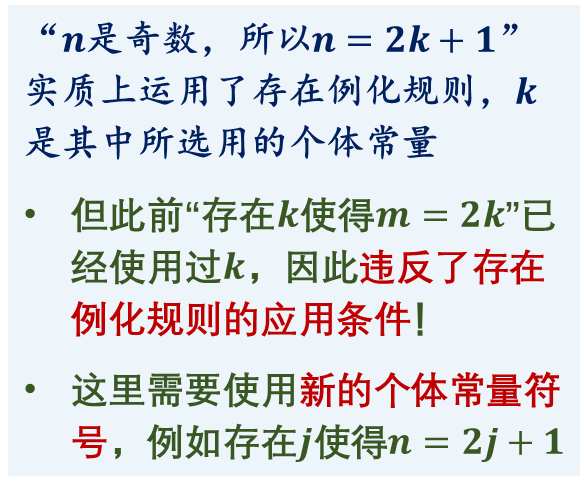 “n是奇数，所以n = 2k + 1”
实质上运用了存在例化规则，k
是其中所选用的个体常量
• 但此前“存在k使得m = 2k”已
经使用过k，因此违反了存在
例化规则的应用条件！
• 这里需要使用新的个体常量符
号，例如存在j使得n = 2j + 1